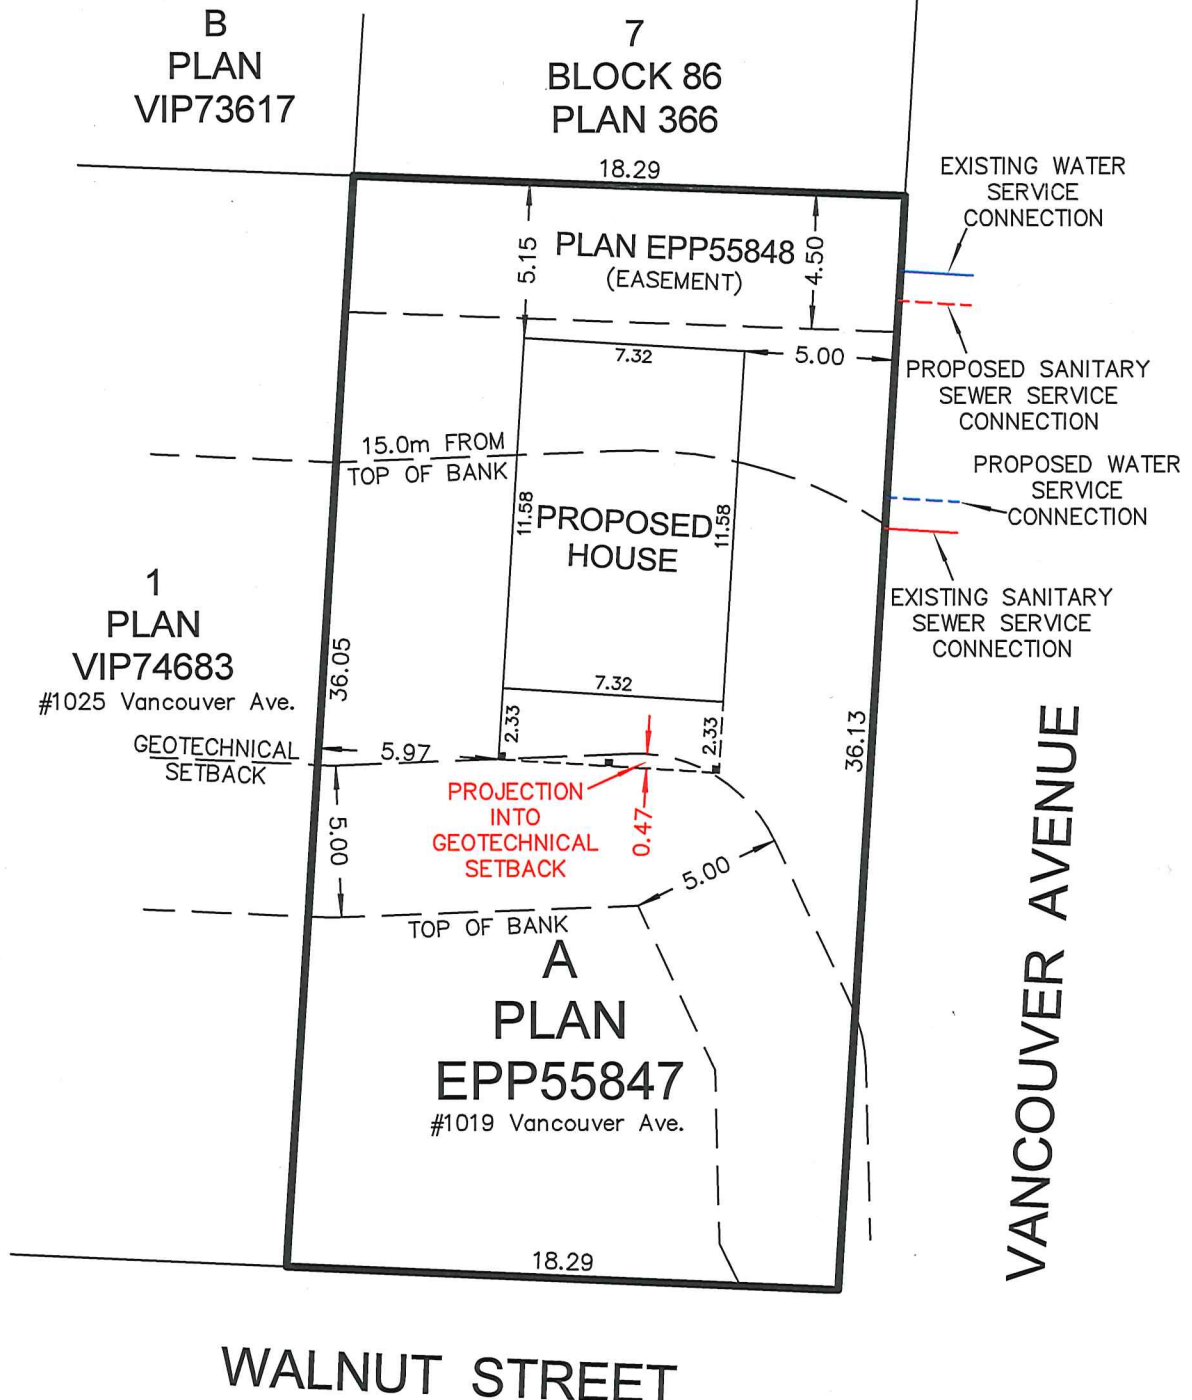 B
PLAN
VIP73617
7
BLOCK 86
PLAN 366
18.29
EXISTING WATER
SERVICE
CONNECTION
5.15
PLAN EPP55848
(EASEMENT)
4.50
7.32
5.00
PROPOSED SANITARY
SEWER SERVICE
CONNECTION
15.0m FROM
TOP OF BANK
PROPOSED WATER
SERVICE
CONNECTION
11.58
PROPOSED
HOUSE
11.58
1
PLAN
VIP74683
#1025 Vancouver Ave.
EXISTING SANITARY
SEWER SERVICE
CONNECTION
36.05
7.32
2.33
2.33
36.13
GEOTECHNICAL
SETBACK
5.97
PROJECTION
INTO
GEOTECHNICAL
SETBACK
0.47
5.00
5.00
TOP OF BANK
A
PLAN
EPP55847
#1019 Vancouver Ave.
VANCOUVER AVENUE
18.29
WALNUT STREET